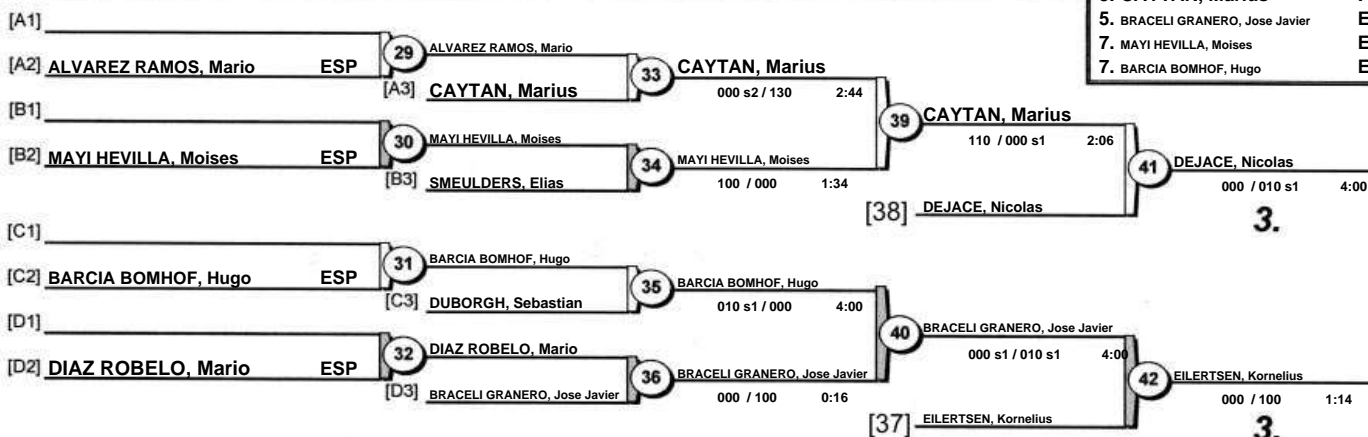 5. BRACELI GRANERO, Jose Javier E
7. MAYI HEVILLA, Moises E
7. BARCIA BOMHOF, Hugo E
[A1]
29 ALVAREZ RAMOS, Mario
[A2] ALVAREZ RAMOS, Mario ESP
33 CAYTAN, Marius
[A3] CAYTAN, Marius
000 s2 / 130 2:44
[B1]
39 CAYTAN, Marius
110 / 000 s1 2:06
30 MAYI HEVILLA, Moises
[B2] MAYI HEVILLA, Moises ESP
34 MAYI HEVILLA, Moises
41 DEJACE, Nicolas
[B3] SMEULDERS, Elias
100 / 000 1:34
000 / 010 s1 4:00
[38] DEJACE, Nicolas
3.
[C1]
31 BARCIA BOMHOF, Hugo
[C2] BARCIA BOMHOF, Hugo ESP
35 BARCIA BOMHOF, Hugo
[C3] DUBORGH, Sebastian
010 s1 / 000 4:00
[D1]
40 BRACELI GRANERO, Jose Javier
32 DIAZ ROBELO, Mario
000 s1 / 010 s1 4:00
[D2] DIAZ ROBELO, Mario ESP
36 BRACELI GRANERO, Jose Javier
42 EILERTSEN, Kornelius
[D3] BRACELI GRANERO, Jose Javier
000 / 100 0:16
000 / 100 1:14
[37] EILERTSEN, Kornelius
3.